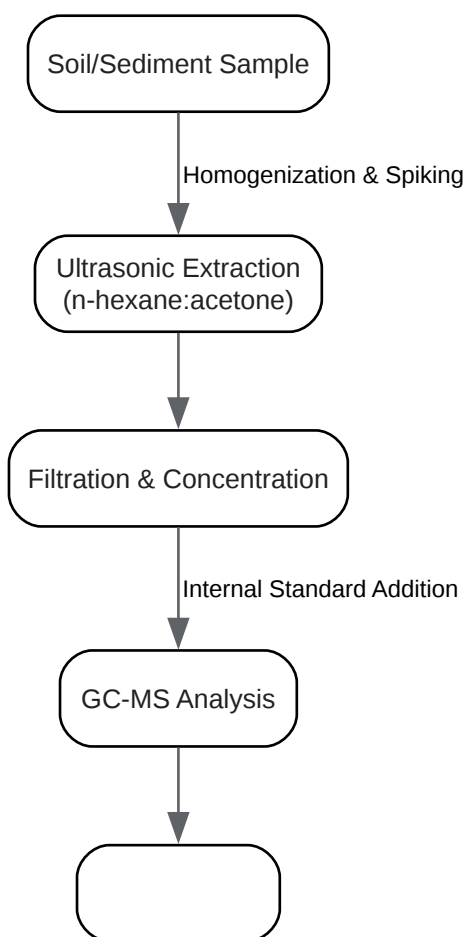 Soil/Sediment Sample
Homogenization & Spiking
Ultrasonic Extraction
(n-hexane:acetone)
Filtration & Concentration
Internal Standard Addition
GC-MS Analysis